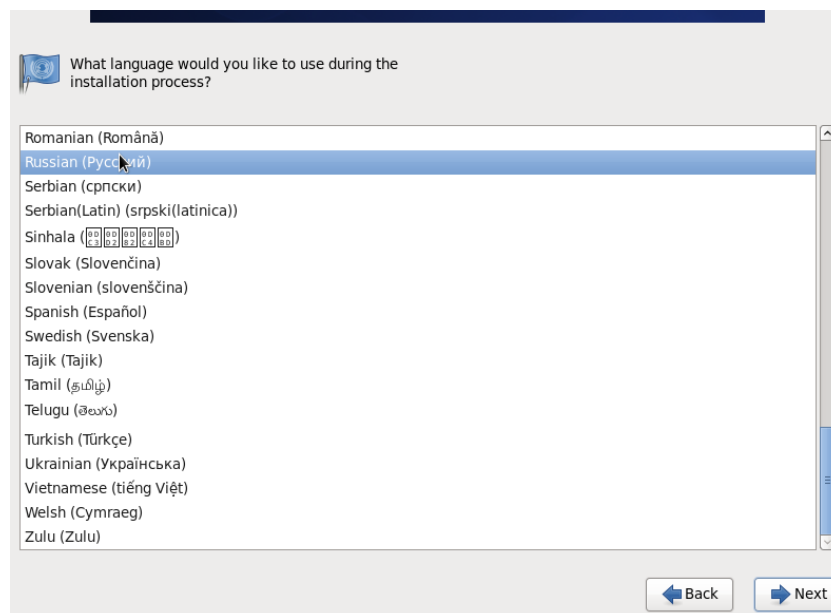 What language would you like to use during the
installation process?
Romanian (Română)
Russian (Русский)
Serbian (српски)
Serbian(Latin) (srpski(latinica))
Sinhala ()
Slovak (Slovenčina)
Slovenian (slovenščina)
Spanish (Español)
Swedish (Svenska)
Tajik (Tajik)
Tamil (தமிழ்)
Telugu (తెలుగు)
Turkish (Türkçe)
Ukrainian (Українська)
Vietnamese (tiếng Việt)
Welsh (Cymraeg)
Zulu (Zulu)
Back
Next